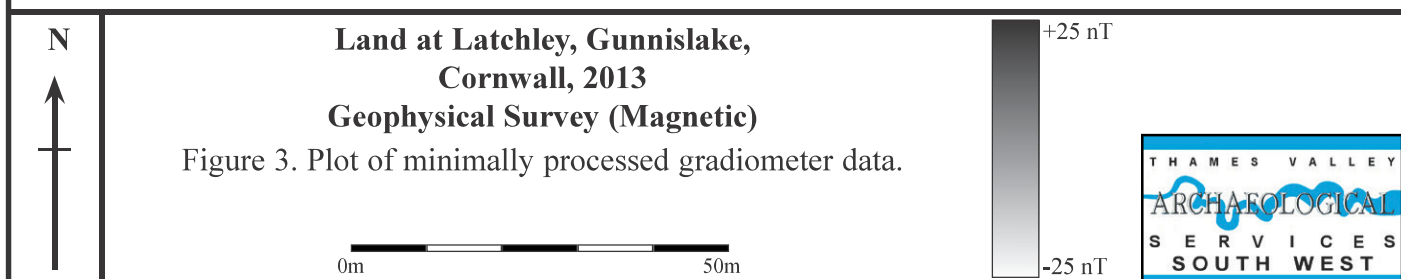 N
Land at Latchley, Gunnislake,
Cornwall, 2013
Geophysical Survey (Magnetic)
Figure 3. Plot of minimally processed gradiometer data.
0m 50m
+25 nT
-25 nT
THAMES VALLEY
ARCHAEOLOGICAL
SERVICES
SOUTH WEST